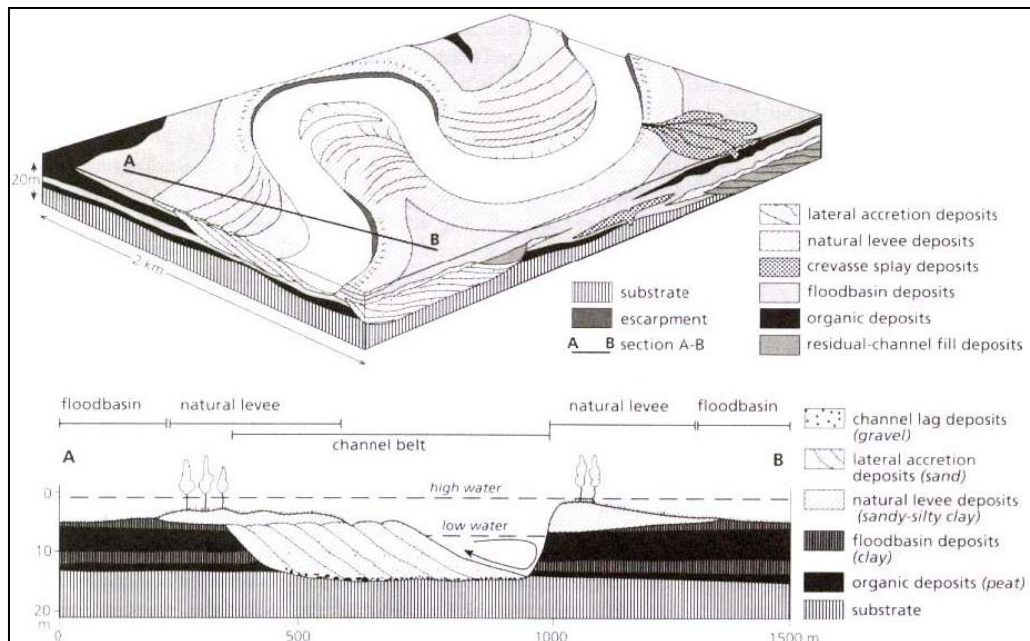 A
B
20m
2 km
substrate
escarpment
A B section A-B
lateral accretion deposits
natural levee deposits
crevasse splay deposits
floodbasin deposits
organic deposits
residual-channel fill deposits
floodbasin natural levee natural levee floodbasin
channel belt
A B
high water
low water
0
10
20
m
0 500 1000 1500 m
channel lag deposits
(gravel)
lateral accretion
deposits (sand)
natural levee deposits
(sandy-silty clay)
floodbasin deposits
(clay)
organic deposits (peat)
substrate